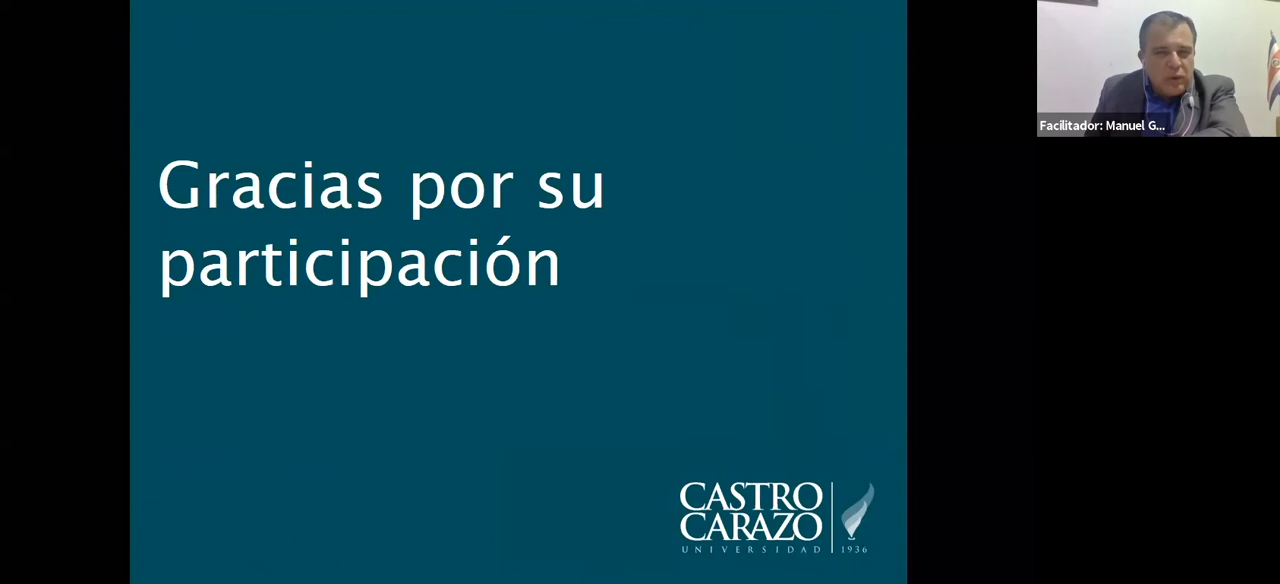 Gracias por su
participación
CASTRO
CARAZO
UNIVERSIDAD
1936
Facilitador: Manuel G...